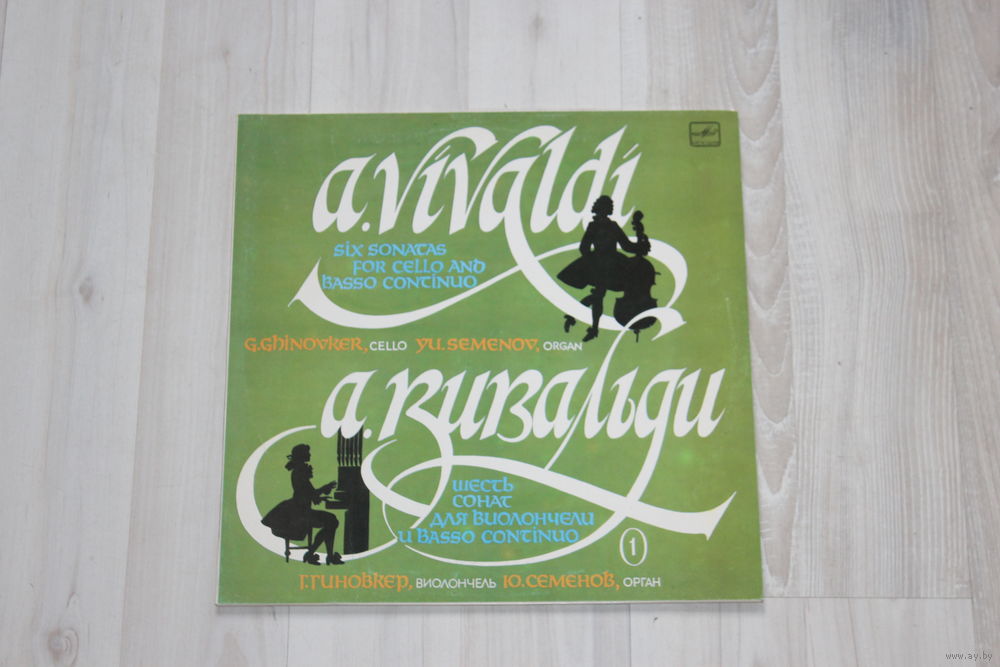 a.Vivaldi
SIX SONATAS
FOR CELLO AND
BASSO CONTINUO
G.GHINOVKER, CELLO YU.SEMENOV, ORGAN
а.Вивальди
ШЕСТЬ
СОНАТ
ДЛЯ ВИОЛОНЧЕЛИ
И BASSO CONTINUO
1
Г.ГИНОВКЕР, ВИОЛОНЧЕЛЬ Ю.СЕМЕНОВ, ОРГАН
www.ay.by